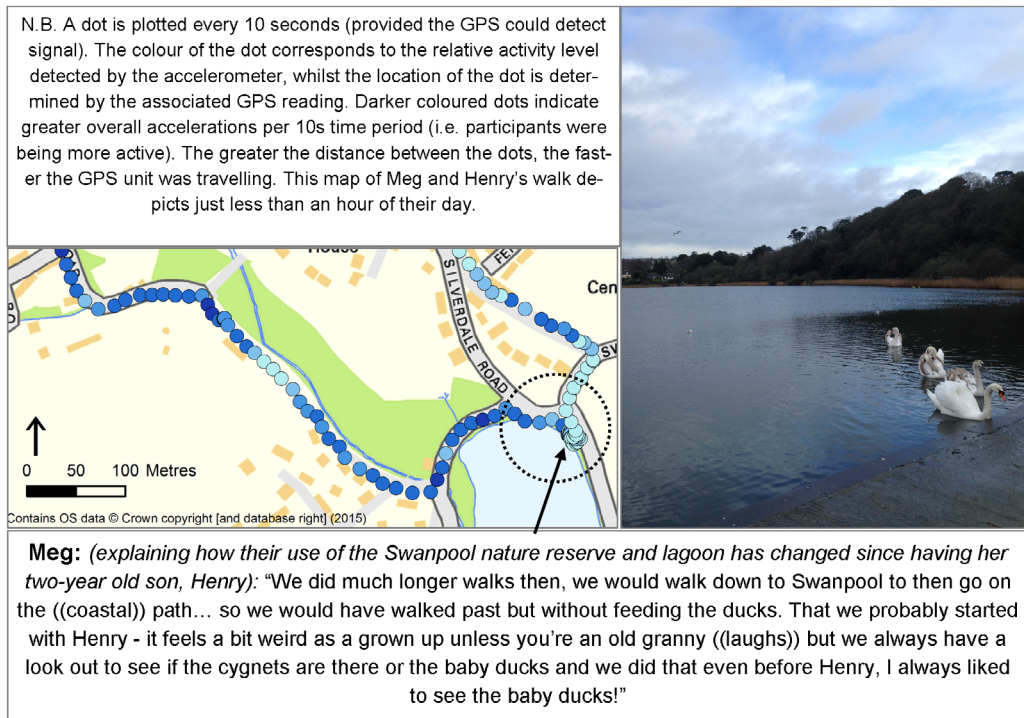 N.B. A dot is plotted every 10 seconds (provided the GPS could detect
signal). The colour of the dot corresponds to the relative activity level
detected by the accelerometer, whilst the location of the dot is deter-
mined by the associated GPS reading. Darker coloured dots indicate
greater overall accelerations per 10s time period (i.e. participants were
being more active). The greater the distance between the dots, the fast-
er the GPS unit was travelling. This map of Meg and Henry's walk de-
picts just less than an hour of their day.
House
FE
Cen
SILVERDALE ROAD
SV
0 50 100 Metres
Contains OS data © Crown copyright [and database right] (2015)
Meg: (explaining how their use of the Swanpool nature reserve and lagoon has changed since having her
two-year old son, Henry): “We did much longer walks then, we would walk down to Swanpool to then go on
the ((coastal)) path… so we would have walked past but without feeding the ducks. That we probably started
with Henry - it feels a bit weird as a grown up unless you’re an old granny ((laughs)) but we always have a
look out to see if the cygnets are there or the baby ducks and we did that even before Henry, I always liked
to see the baby ducks!”